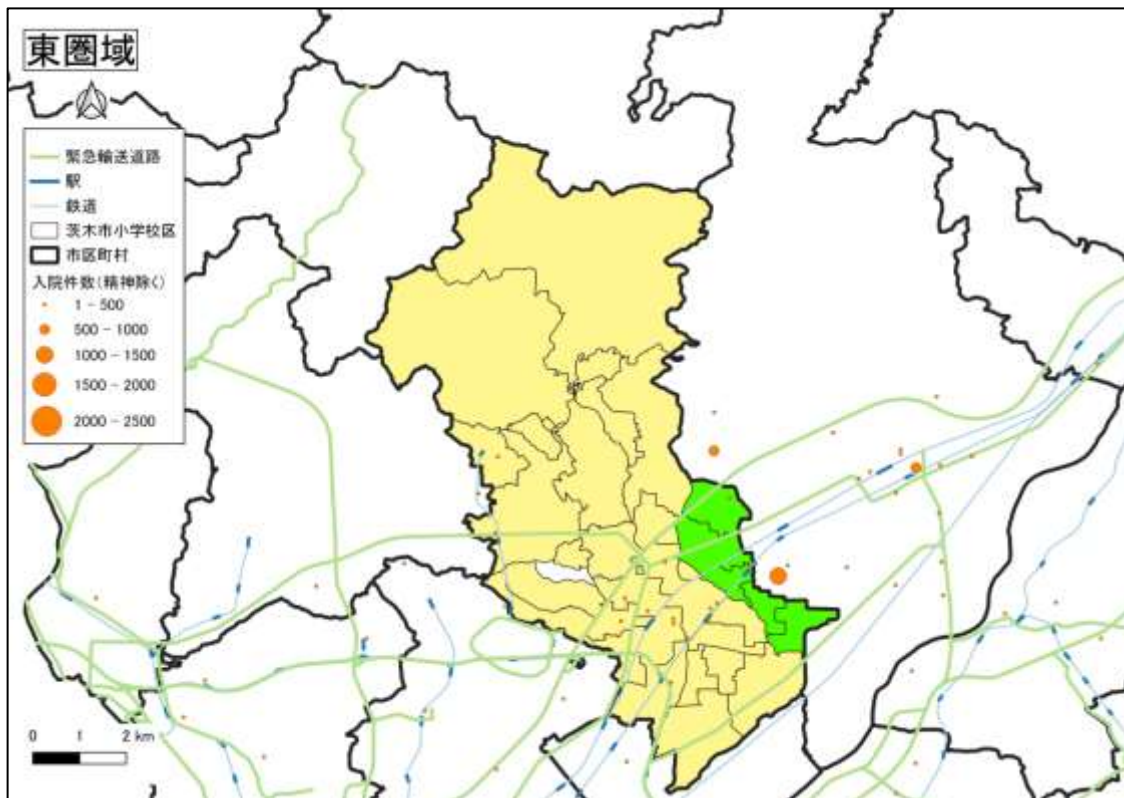 東圏域
緊急輸送道路
駅
鉄道
茨木市小学校区
市区町村
入院件数(精神除く)
1 - 500
500 - 1000
1000 - 1500
1500 - 2000
2000 - 2500
0 1 2 km